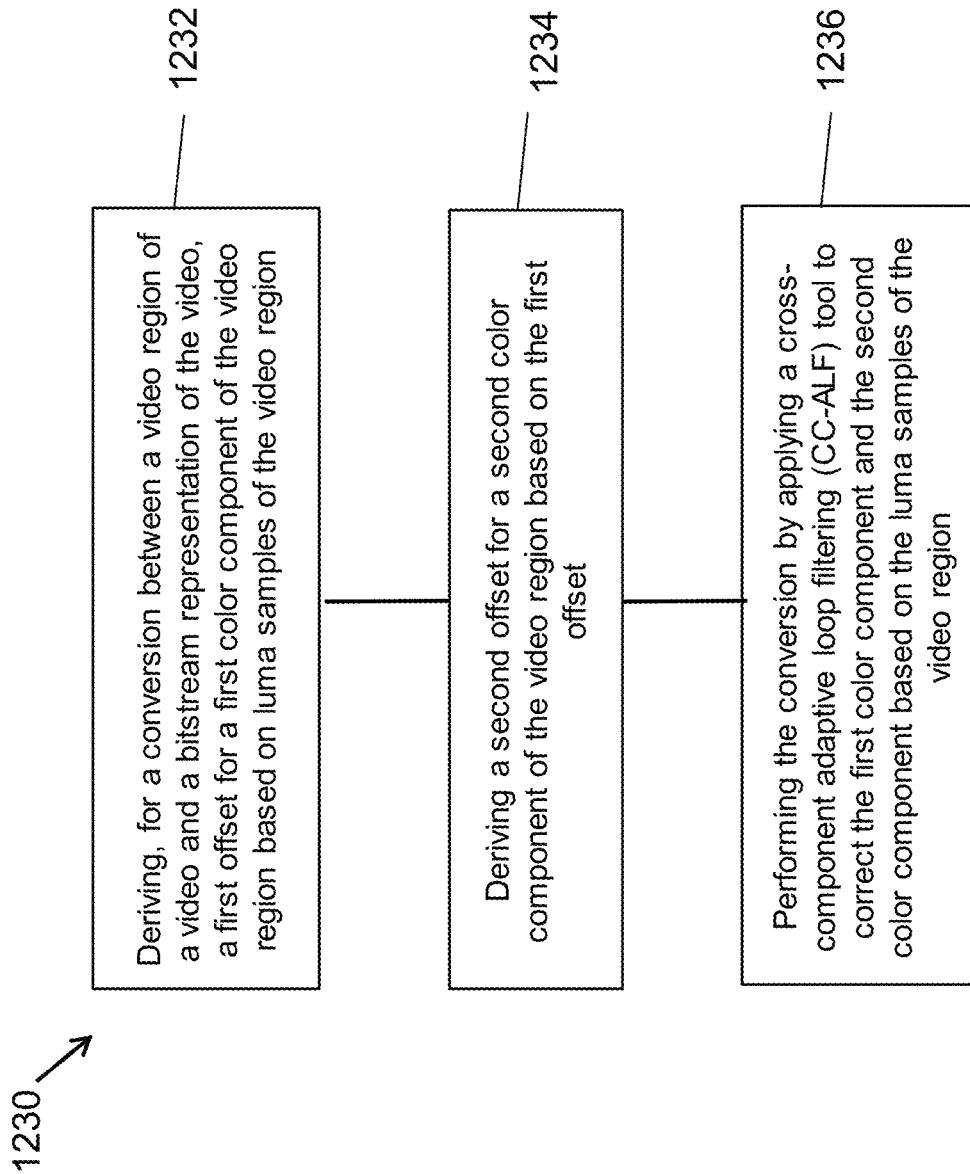 1230
1232
Deriving, for a conversion between a video region of
a video and a bitstream representation of the video,
a first offset for a first color component of the video
region based on luma samples of the video region
1234
Deriving a second offset for a second color
component of the video region based on the first
offset
1236
Performing the conversion by applying a cross-
component adaptive loop filtering (CC-ALF) tool to
correct the first color component and the second
color component based on the luma samples of the
video region